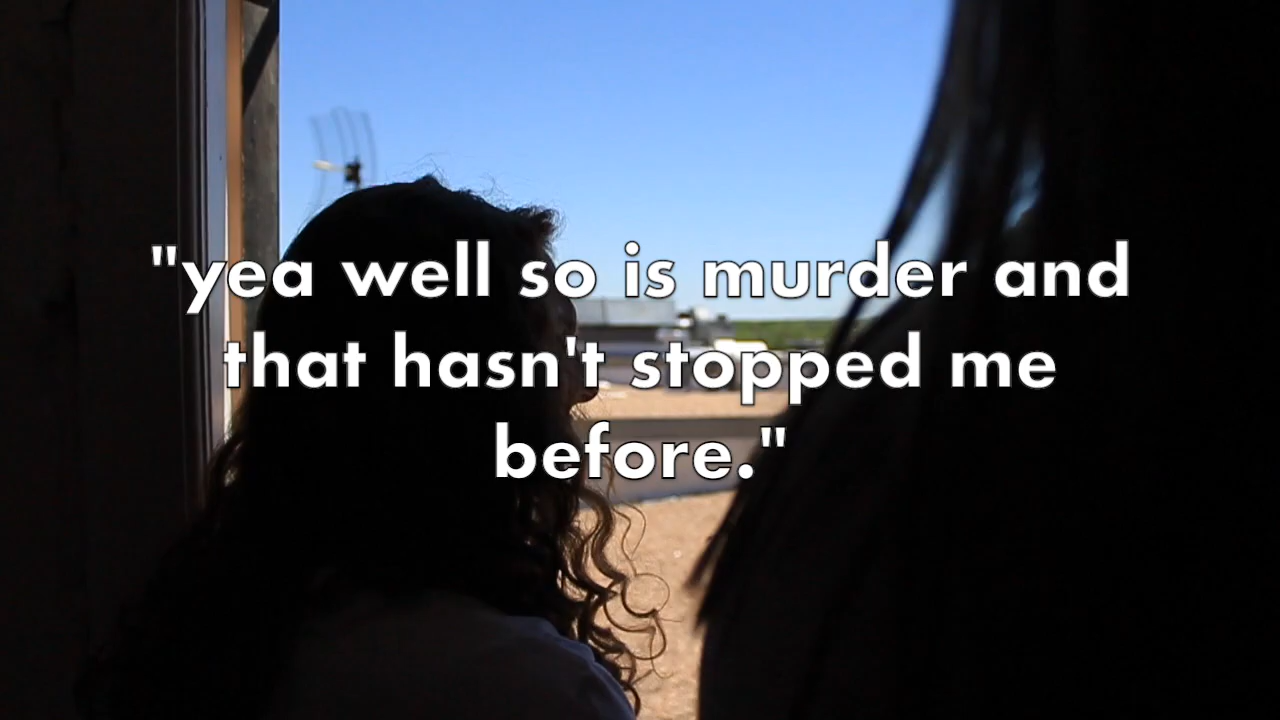 "yea well so is murder and
that hasn't stopped me
before."